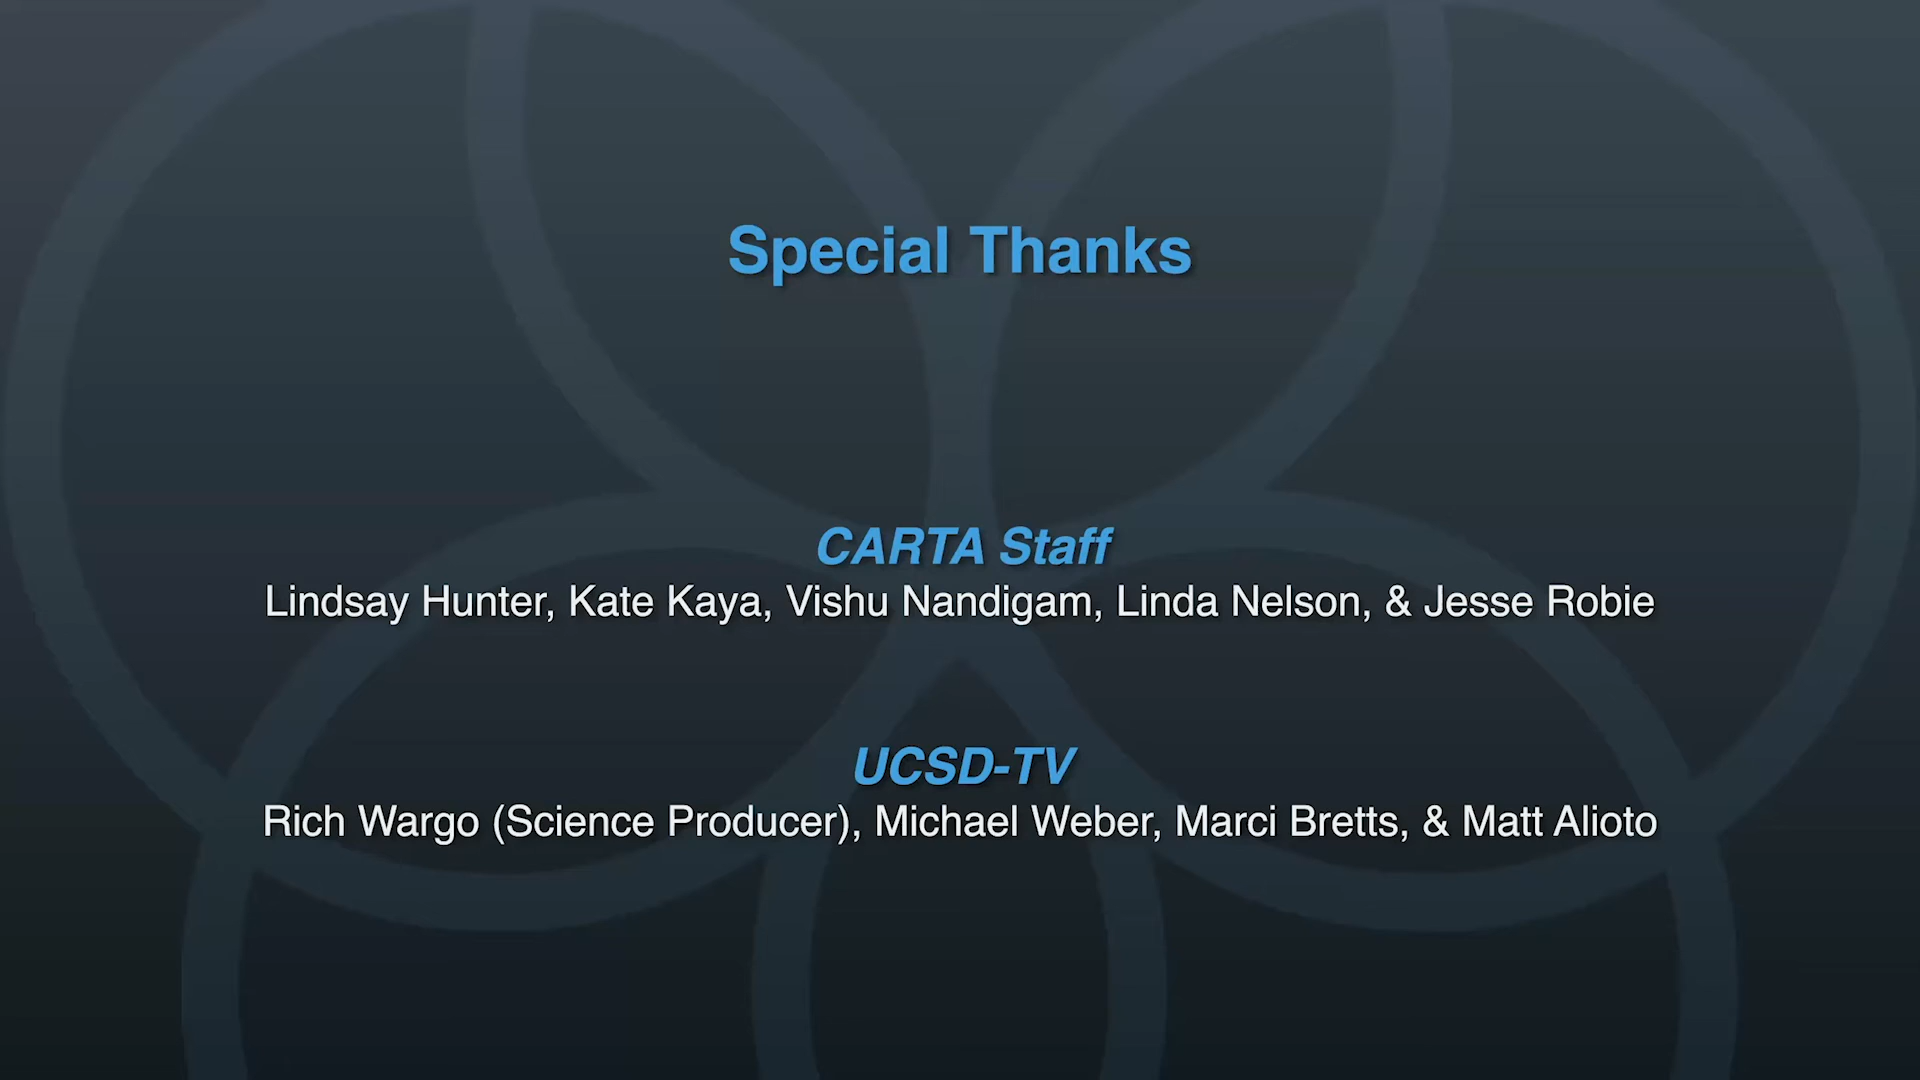 Special Thanks
CARTA Staff
Lindsay Hunter, Kate Kaya, Vishu Nandigam, Linda Nelson, & Jesse Robie
UCSD-TV
Rich Wargo (Science Producer), Michael Weber, Marci Bretts, & Matt Alioto